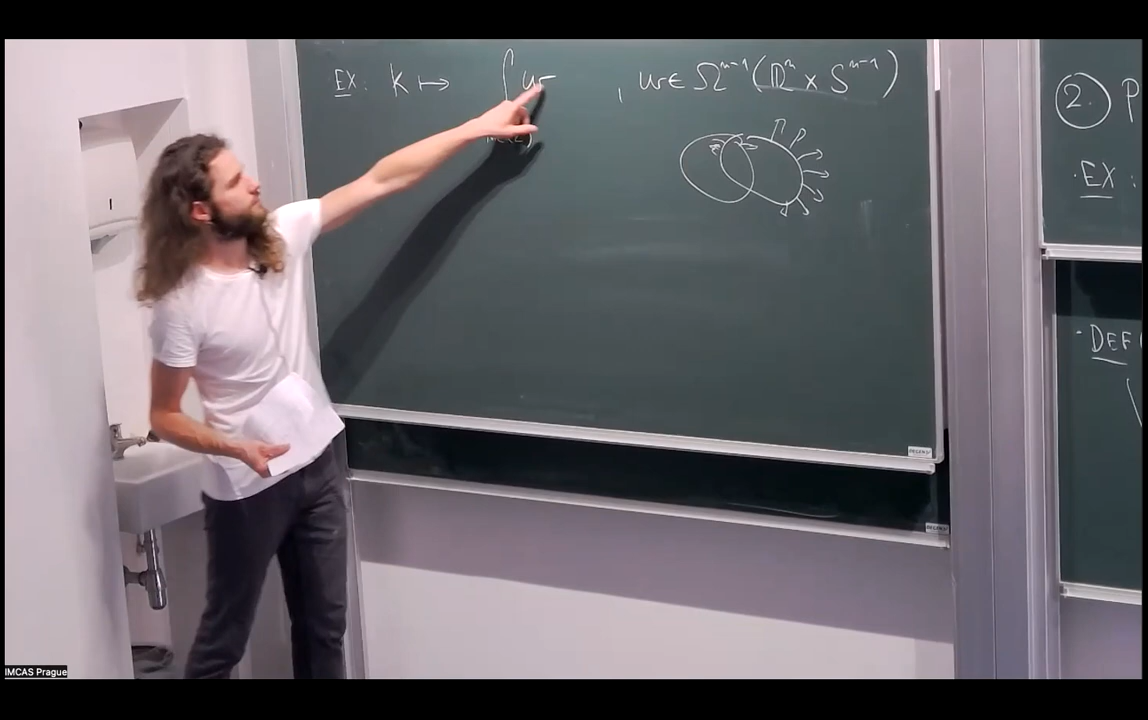 EX: K ↦ ∫ ω , ω ∈ Ω^{n-1}(D^n × S^{n-1})
2. P
·EX:
·DEF
IMCAS Prague